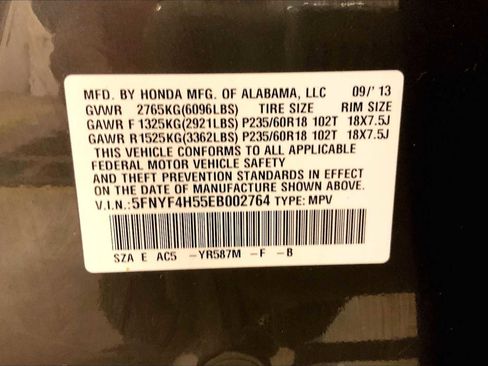 MFD. BY HONDA MFG. OF ALABAMA, LLC 09/' 13
GVWR 2765KG(6096LBS) TIRE SIZE RIM SIZE
GAWR F 1325KG(2921LBS) P235/60R18 102T 18X7.5J
GAWR R 1525KG(3362LBS) P235/60R18 102T 18X7.5J
THIS VEHICLE CONFORMS TO ALL APPLICABLE
FEDERAL MOTOR VEHICLE SAFETY
AND THEFT PREVENTION STANDARDS IN EFFECT
ON THE DATE OF MANUFACTURE SHOWN ABOVE.
V.I.N.:5FNYF4H55EB002764 TYPE: MPV
SZA E AC5 -YR587M -F -B